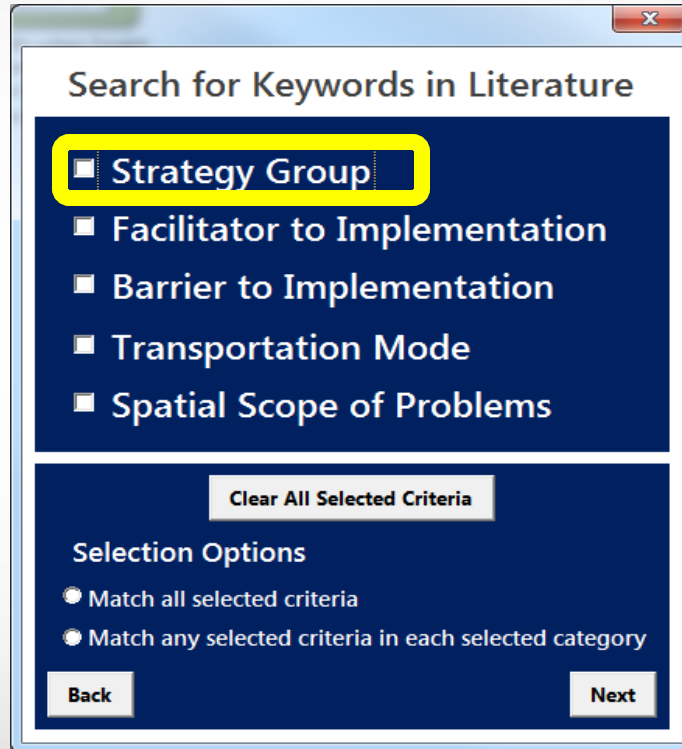 Search for Keywords in Literature
Strategy Group
Facilitator to Implementation
Barrier to Implementation
Transportation Mode
Spatial Scope of Problems
Clear All Selected Criteria
Selection Options
Match all selected criteria
Match any selected criteria in each selected category
Back
Next